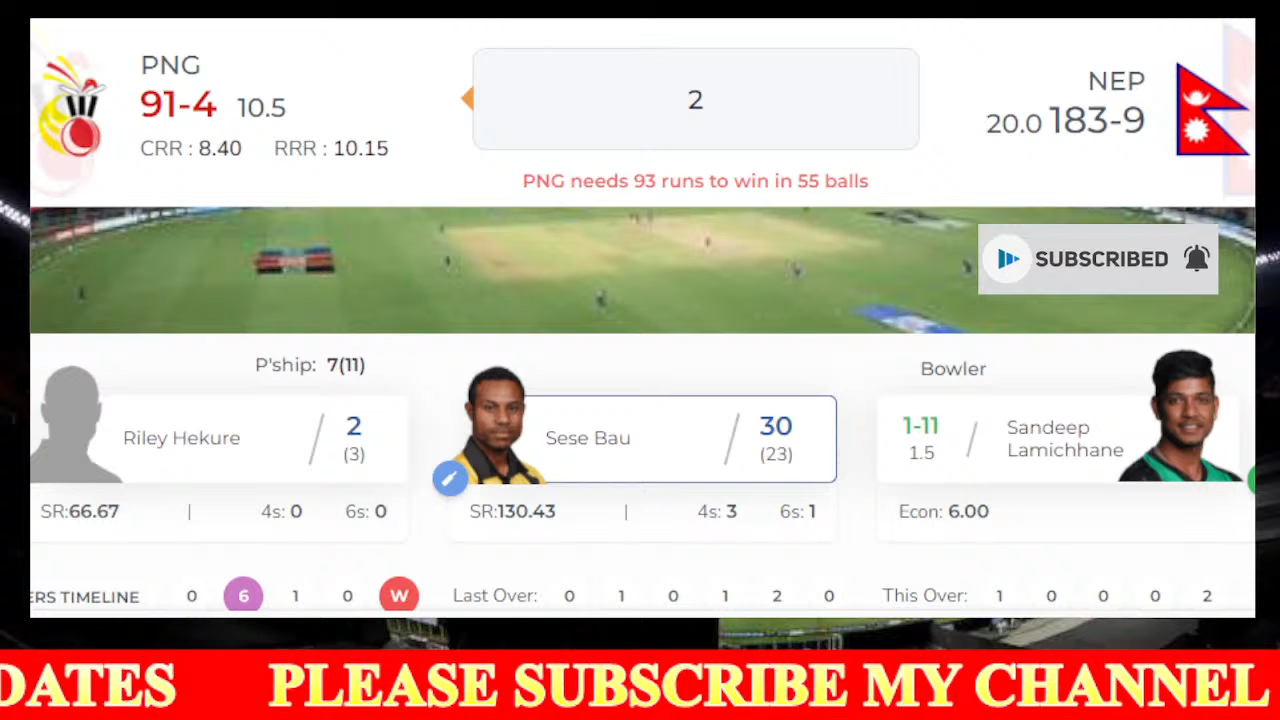 PNG
91-4 10.5
CRR : 8.40 RRR : 10.15
2
NEP
20.0 183-9
PNG needs 93 runs to win in 55 balls
SUBSCRIBED
P'ship: 7(11)
Riley Hekure / 2
(3)
SR:66.67 | 4s: 0 6s: 0
Sese Bau / 30
(23)
SR:130.43 | 4s: 3 6s: 1
Bowler
1-11
1.5 / Sandeep
Lamichhane
Econ: 6.00
ERS TIMELINE 0 6 1 0 W
Last Over: 0 1 0 1 2 0
This Over: 1 0 0 0 2
DATES PLEASE SUBSCRIBE MY CHANNEL